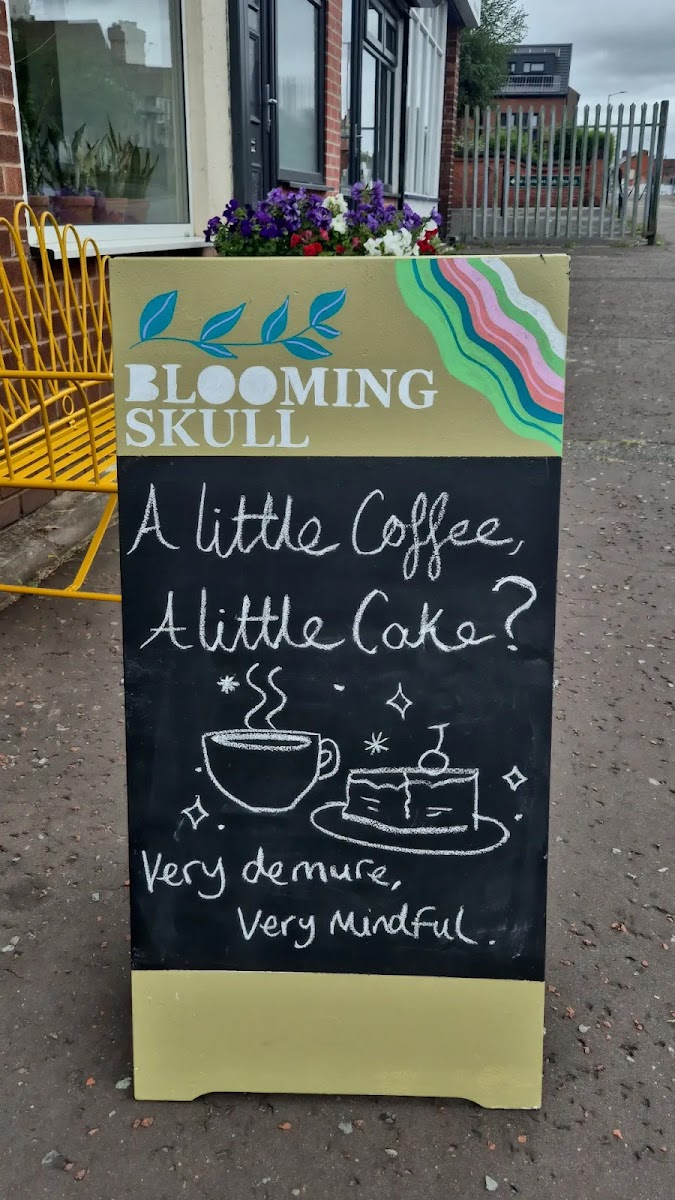 BLOOMING
SKULL
A little Coffee,
A little Cake?
Very demure,
Very Mindful.